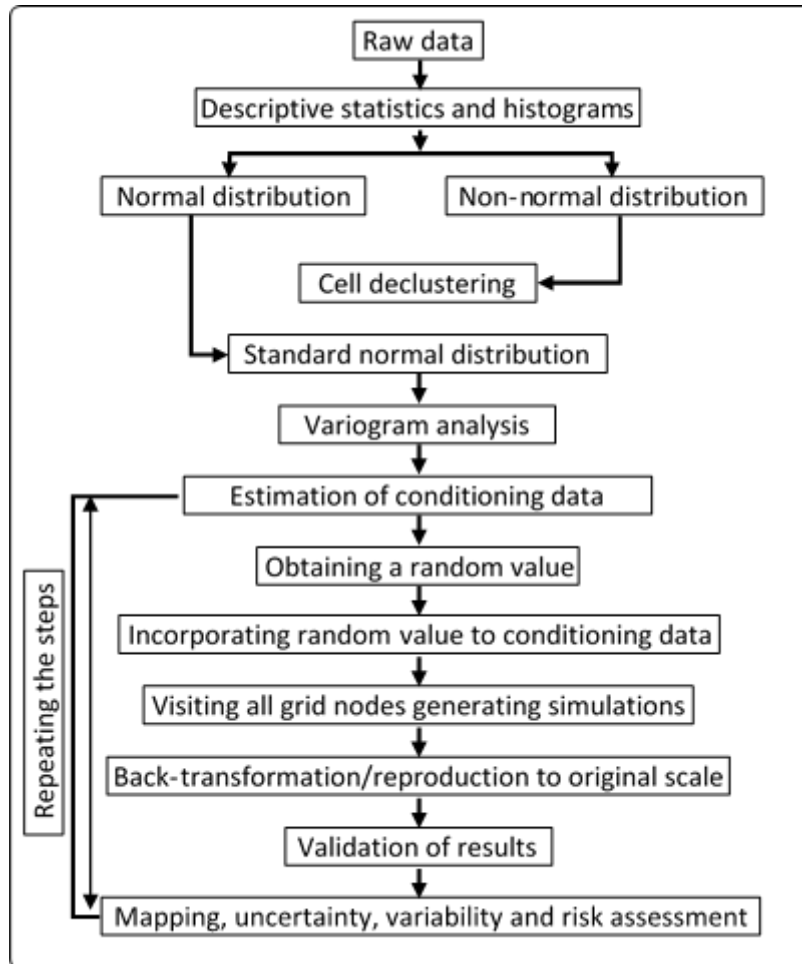 Raw data
Descriptive statistics and histograms
Normal distribution
Non-normal distribution
Cell declustering
Standard normal distribution
Variogram analysis
Estimation of conditioning data
Obtaining a random value
Incorporating random value to conditioning data
Visiting all grid nodes generating simulations
Back-transformation/reproduction to original scale
Validation of results
Mapping, uncertainty, variability and risk assessment
Repeating the steps